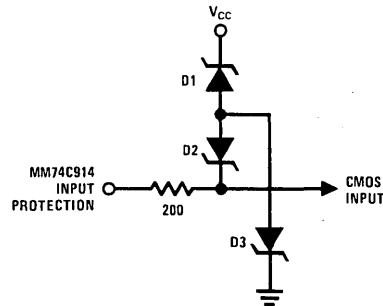 VCC
D1
D2
MM74C914
INPUT
PROTECTION
200
CMOS
INPUT
D3